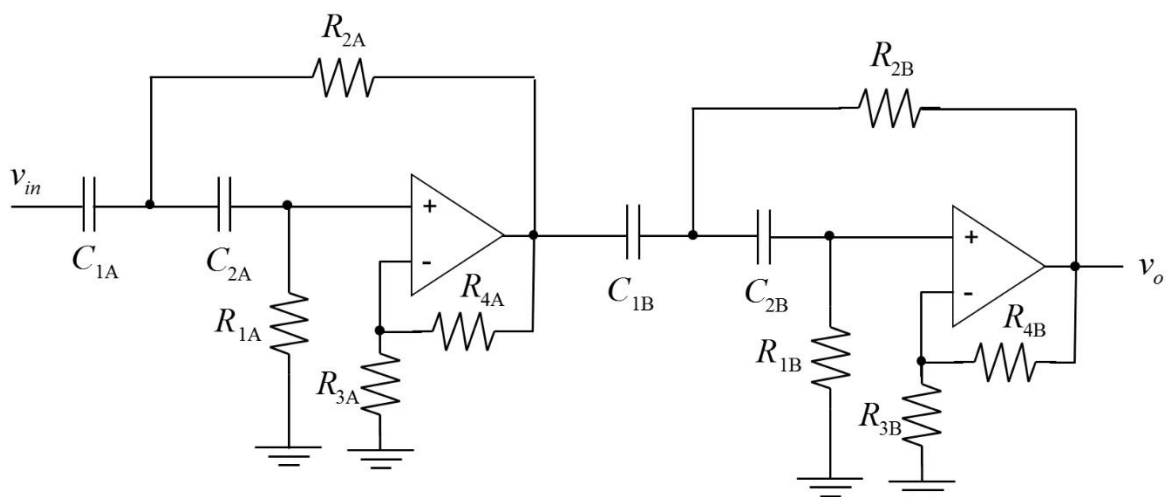 R2A
R2B
vin
+
-
C1A
C2A
R4A
R1A
R3A
C1B
C2B
+
-
vo
R4B
R1B
R3B